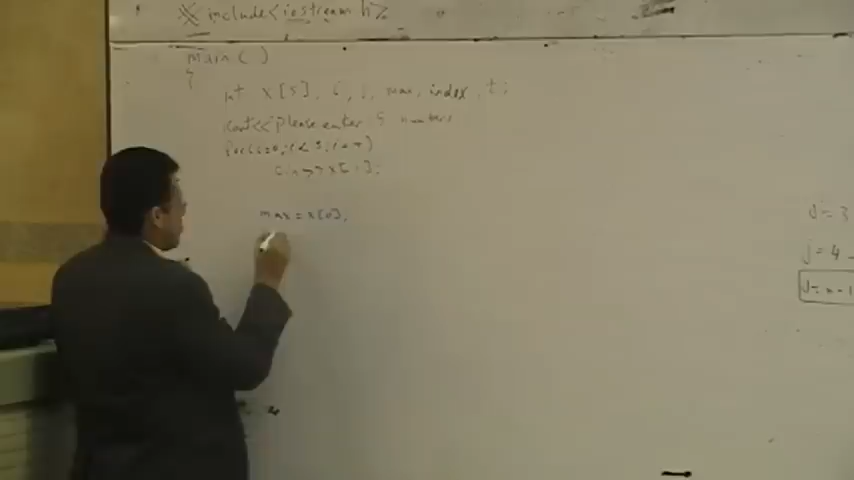 include<iostream.h>
main()
{
int x[5], i, j, max, index, t;
cout<<"please enter 5 numbers
for(i=0;i<5;i++)
cin>>x[i];
max=x[0];
j=3
j=4
j=n-1